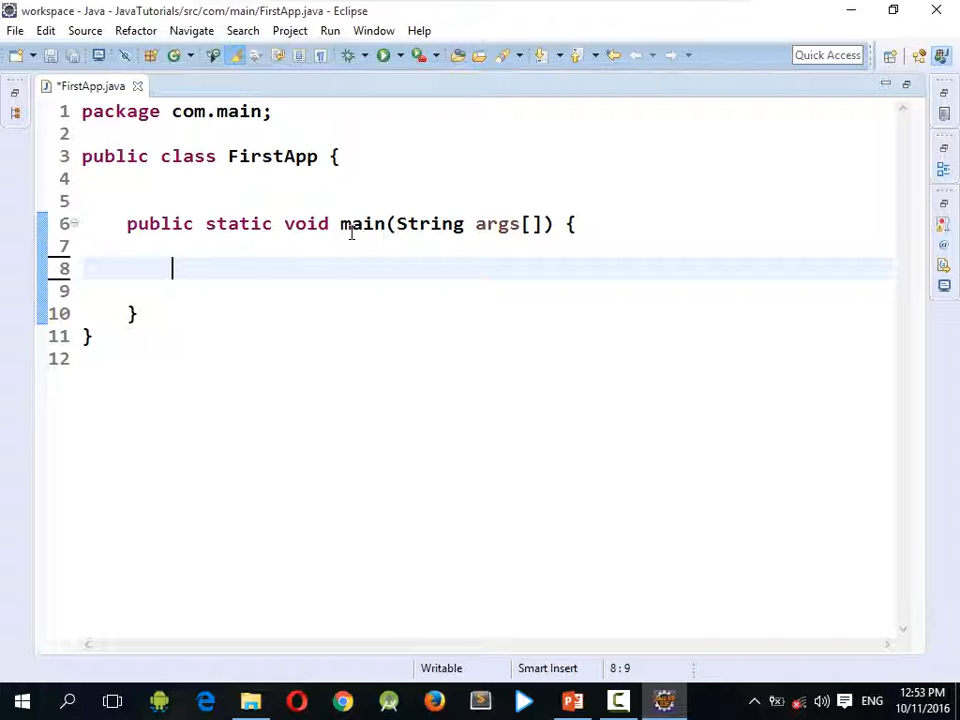 workspace - Java - JavaTutorials/src/com/main/FirstApp.java - Eclipse
File Edit Source Refactor Navigate Search Project Run Window Help
Quick Access
*FirstApp.java
1 package com.main;
2
3 public class FirstApp {
4
5
6 public static void main(String args[]) {
7
8
9
10 }
11 }
12
Writable Smart Insert 8:9
ENG 12:53 PM
10/11/2016